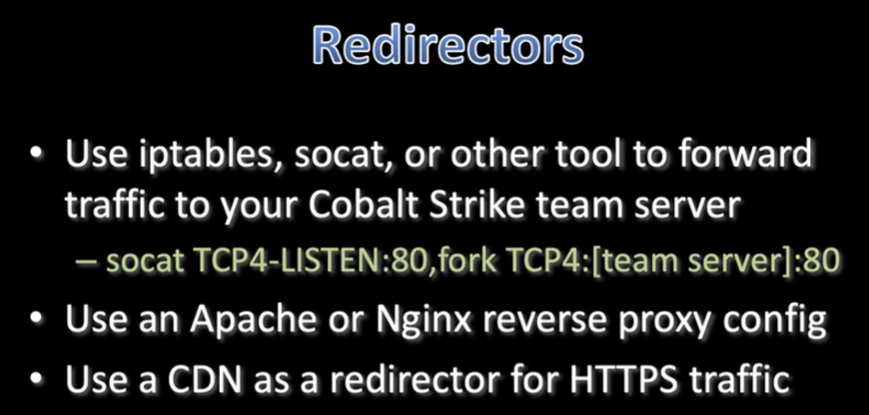 Redirectors
• Use iptables, socat, or other tool to forward
traffic to your Cobalt Strike team server
– socat TCP4-LISTEN:80,fork TCP4:[team server]:80
• Use an Apache or Nginx reverse proxy config
• Use a CDN as a redirector for HTTPS traffic